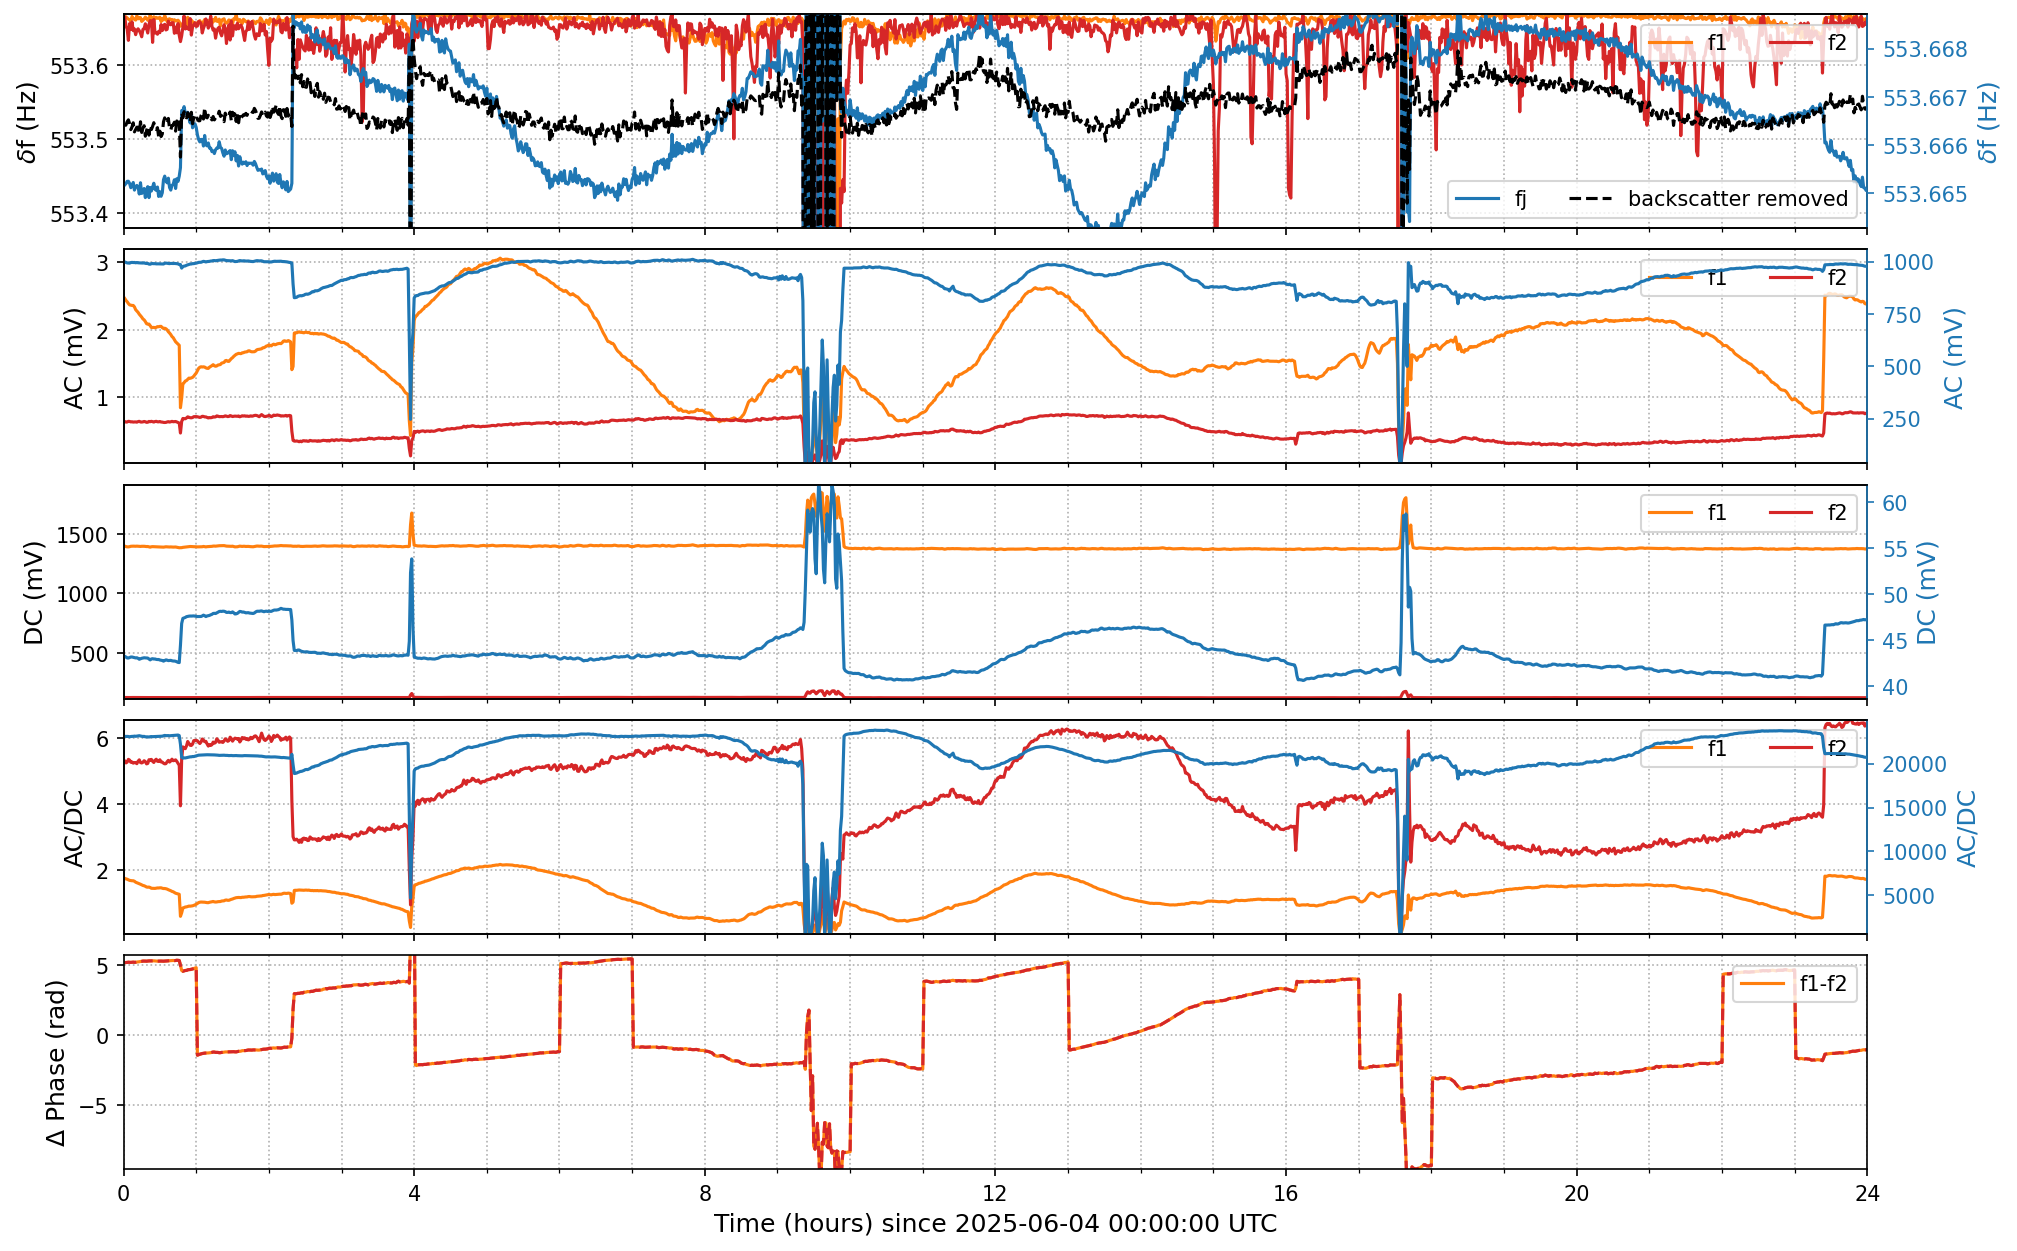 553.6
553.5
553.4
δf (Hz)
f1 f2
fj backscatter removed
553.668
553.667
553.666
553.665
δf (Hz)
3
2
1
AC (mV)
f1 f2
1000
750
500
250
AC (mV)
1500
1000
500
DC (mV)
f1 f2
60
55
50
45
40
DC (mV)
6
4
2
AC/DC
f1 f2
20000
15000
10000
5000
AC/DC
5
0
−5
Δ Phase (rad)
f1-f2
0 4 8 12 16 20 24
Time (hours) since 2025-06-04 00:00:00 UTC